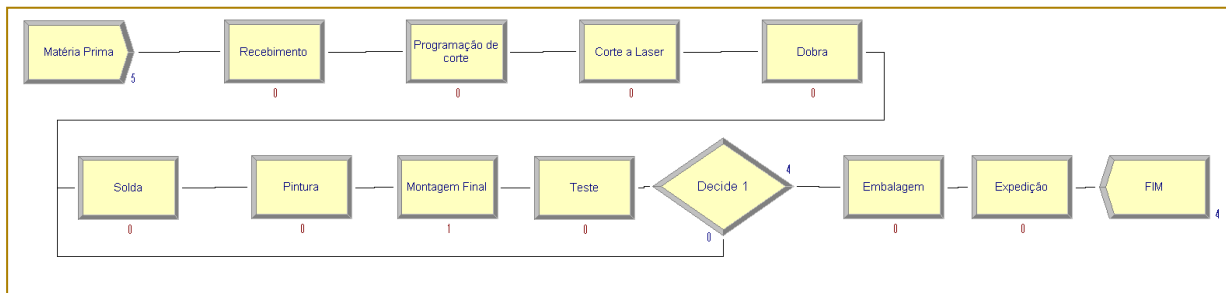 Matéria Prima
5
Recebimento
0
Programação de
corte
0
Corte a Laser
0
Dobra
0
Solda
0
Pintura
0
Montagem Final
1
Teste
0
Decide 1
4
0
Embalagem
0
Expedição
0
FIM
4